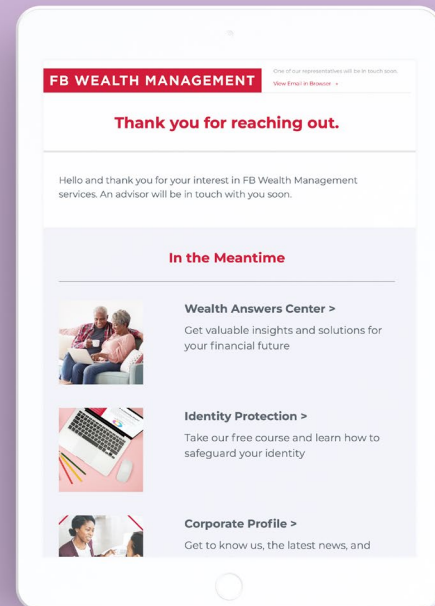 FB WEALTH MANAGEMENT
One of our representatives will be in touch soon.
View Email in Browser >
Thank you for reaching out.
Hello and thank you for your interest in FB Wealth Management
services. An advisor will be in touch with you soon.
In the Meantime
Wealth Answers Center >
Get valuable insights and solutions for
your financial future
Identity Protection >
Take our free course and learn how to
safeguard your identity
Corporate Profile >
Get to know us, the latest news, and